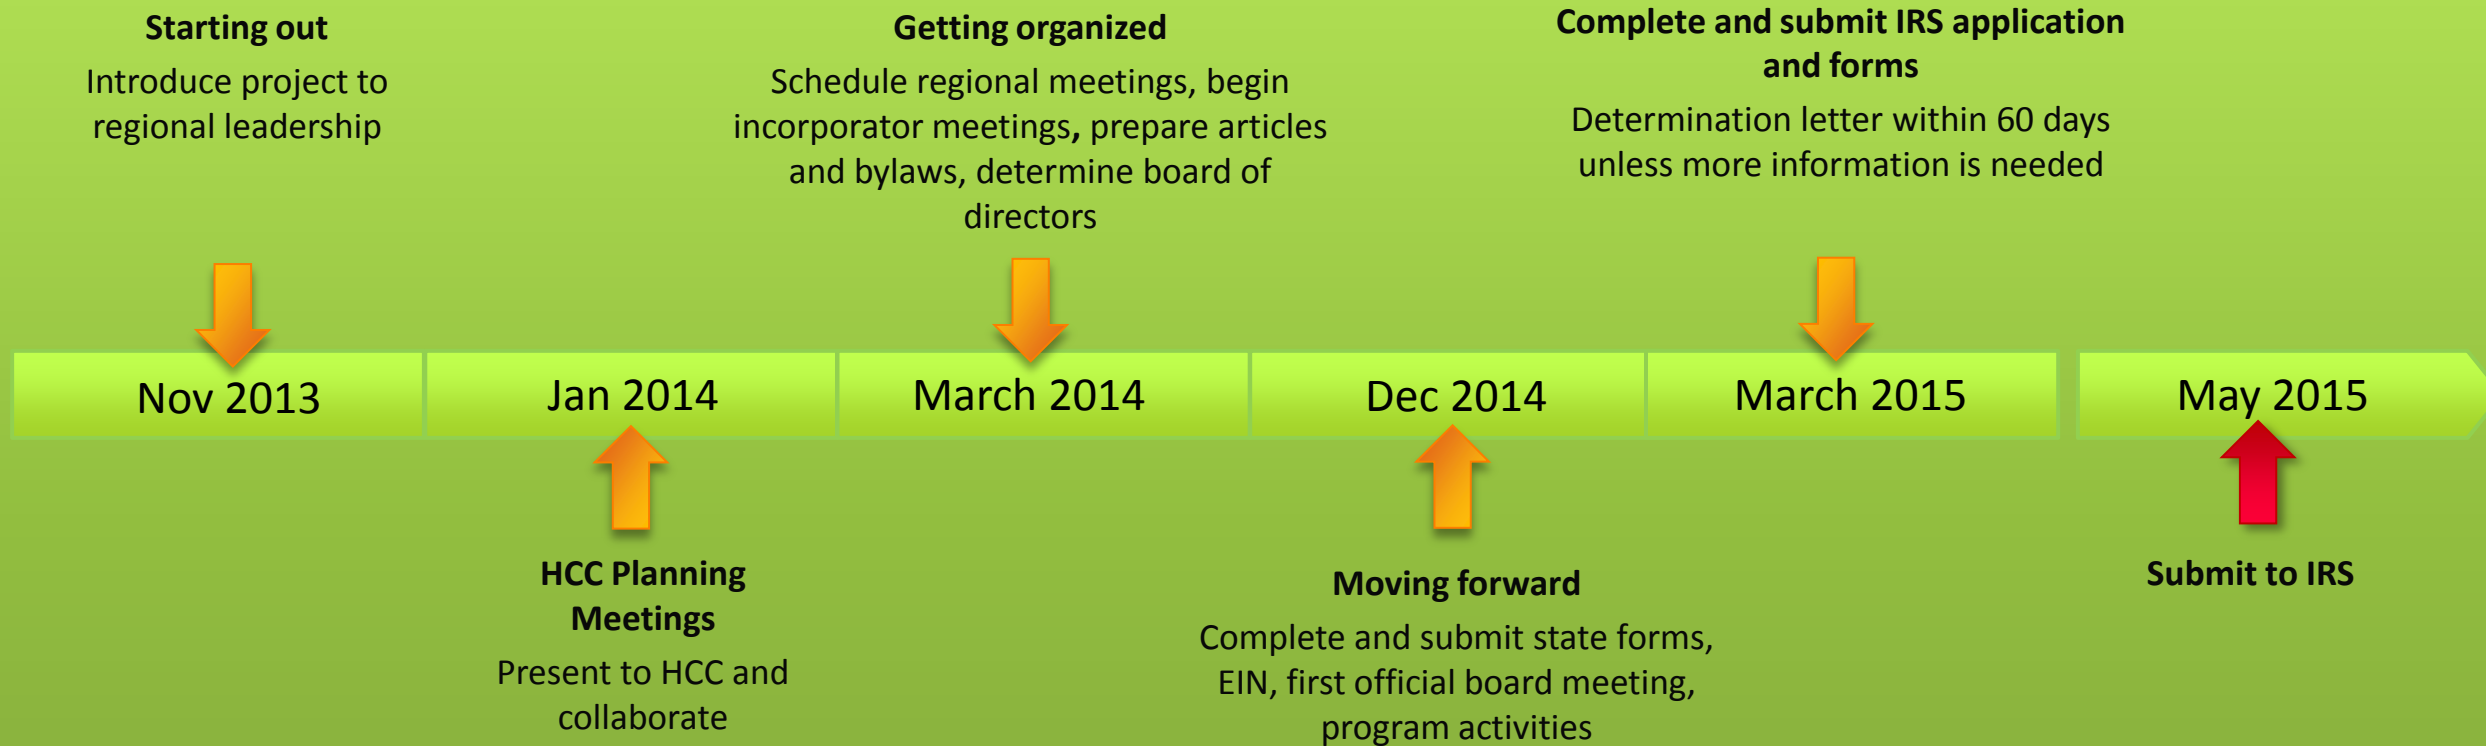 Starting out
Introduce project to
regional leadership
Getting organized
Schedule regional meetings, begin
incorporator meetings, prepare articles
and bylaws, determine board of
directors
Complete and submit IRS application
and forms
Determination letter within 60 days
unless more information is needed
Nov 2013
Jan 2014
March 2014
Dec 2014
March 2015
May 2015
HCC Planning
Meetings
Present to HCC and
collaborate
Moving forward
Complete and submit state forms,
EIN, first official board meeting,
program activities
Submit to IRS